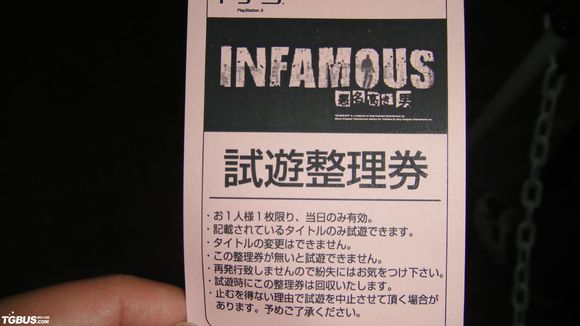 PS3
PlayStation 3
INFAMOUS
悪名高き男
試遊整理券
・お1人様1枚限り、当日のみ有効。
・記載されているタイトルのみ試遊できます。
・タイトルの変更はできません。
・この整理券が無いと試遊できません。
・再発行致しませんので紛失にはお気をつけ下さい。
・試遊時にこの整理券は回収いたします。
・止むを得ない理由で試遊を中止させて頂く場合が
あります。予めご了承ください。
TGBUS.COM